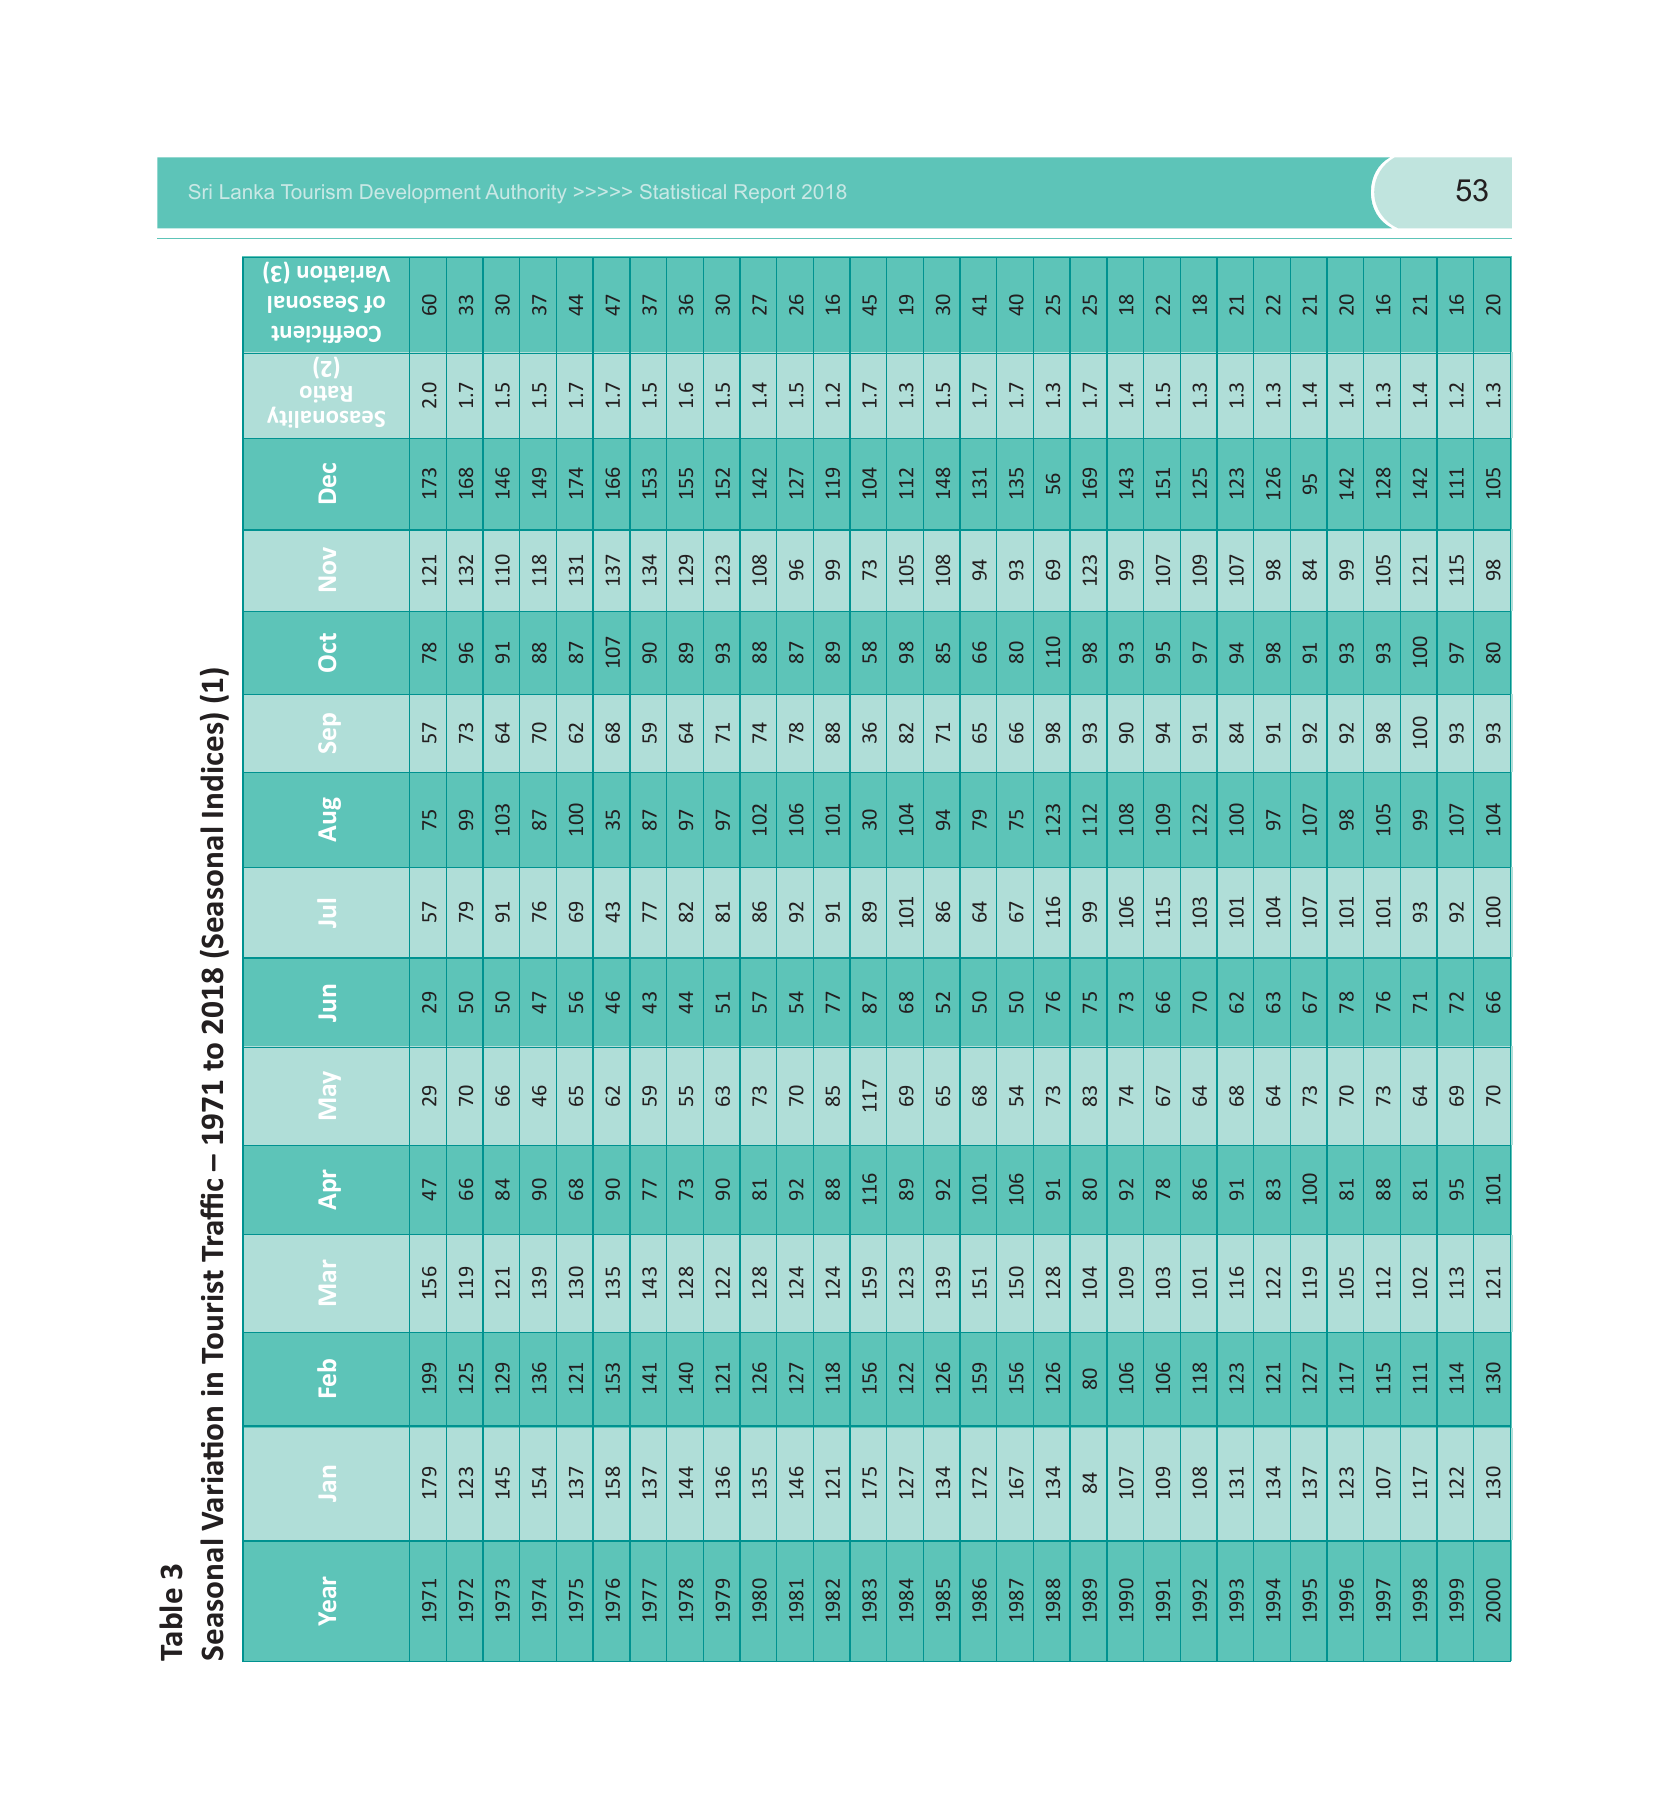 Sri Lanka Tourism Development Authority >>>>> Statistical Report 2018
53
Table 3
Seasonal Variation in Tourist Traffic – 1971 to 2018 (Seasonal Indices) (1)
Year Jan Feb Mar Apr May Jun Jul Aug Sep Oct Nov Dec Seasonality Ratio (2) Coefficient of Seasonal Variation (3)
1971 179 199 156 47 29 29 57 75 57 78 121 173 2.0 60
1972 123 125 119 66 70 50 79 99 73 96 132 168 1.7 33
1973 145 129 121 84 66 50 91 103 64 91 110 146 1.5 30
1974 154 136 139 90 46 47 76 87 70 88 118 149 1.5 37
1975 137 121 130 68 65 56 69 100 62 87 131 174 1.7 44
1976 158 153 135 90 62 46 43 35 68 107 137 166 1.7 47
1977 137 141 143 77 59 43 77 87 59 90 134 153 1.5 37
1978 144 140 128 73 55 44 82 97 64 89 129 155 1.6 36
1979 136 121 122 90 63 51 81 97 71 93 123 152 1.5 30
1980 135 126 128 81 73 57 86 102 74 88 108 142 1.4 27
1981 146 127 124 92 70 54 92 106 78 87 96 127 1.5 26
1982 121 118 124 88 85 77 91 101 88 89 99 119 1.2 16
1983 175 156 159 116 117 87 89 30 36 58 73 104 1.7 45
1984 127 122 123 89 69 68 101 104 82 98 105 112 1.3 19
1985 134 126 139 92 65 52 86 94 71 85 108 148 1.5 30
1986 172 159 151 101 68 50 64 79 65 66 94 131 1.7 41
1987 167 156 150 106 54 50 67 75 66 80 93 135 1.7 40
1988 134 126 128 91 73 76 116 123 98 110 69 56 1.3 25
1989 84 80 104 80 83 75 99 112 93 98 123 169 1.7 25
1990 107 106 109 92 74 73 106 108 90 93 99 143 1.4 18
1991 109 106 103 78 67 66 115 109 94 95 107 151 1.5 22
1992 108 118 101 86 64 70 103 122 91 97 109 125 1.3 18
1993 131 123 116 91 68 62 101 100 84 94 107 123 1.3 21
1994 134 121 122 83 64 63 104 97 91 98 98 126 1.3 22
1995 137 127 119 100 73 67 107 107 92 91 84 95 1.4 21
1996 123 117 105 81 70 78 101 98 92 93 99 142 1.4 20
1997 107 115 112 88 73 76 101 105 98 93 105 128 1.3 16
1998 117 111 102 81 64 71 93 99 100 100 121 142 1.4 21
1999 122 114 113 95 69 72 92 107 93 97 115 111 1.2 16
2000 130 130 121 101 70 66 100 104 93 80 98 105 1.3 20